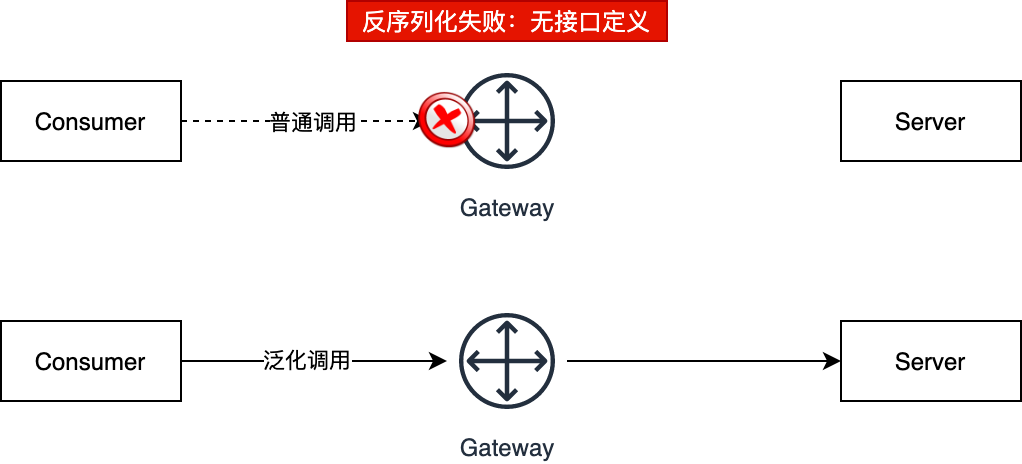 反序列化失败：无接口定义
Consumer
普通调用
Server
Gateway
Consumer
泛化调用
Server
Gateway